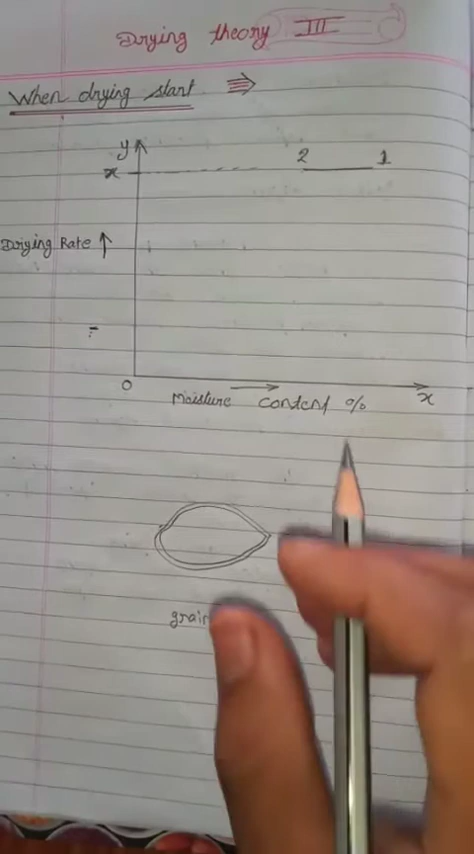 Drying theory III
When drying start ⇒
y
x 2 1
Drying Rate ↑
0
Moisture → content % x
grain